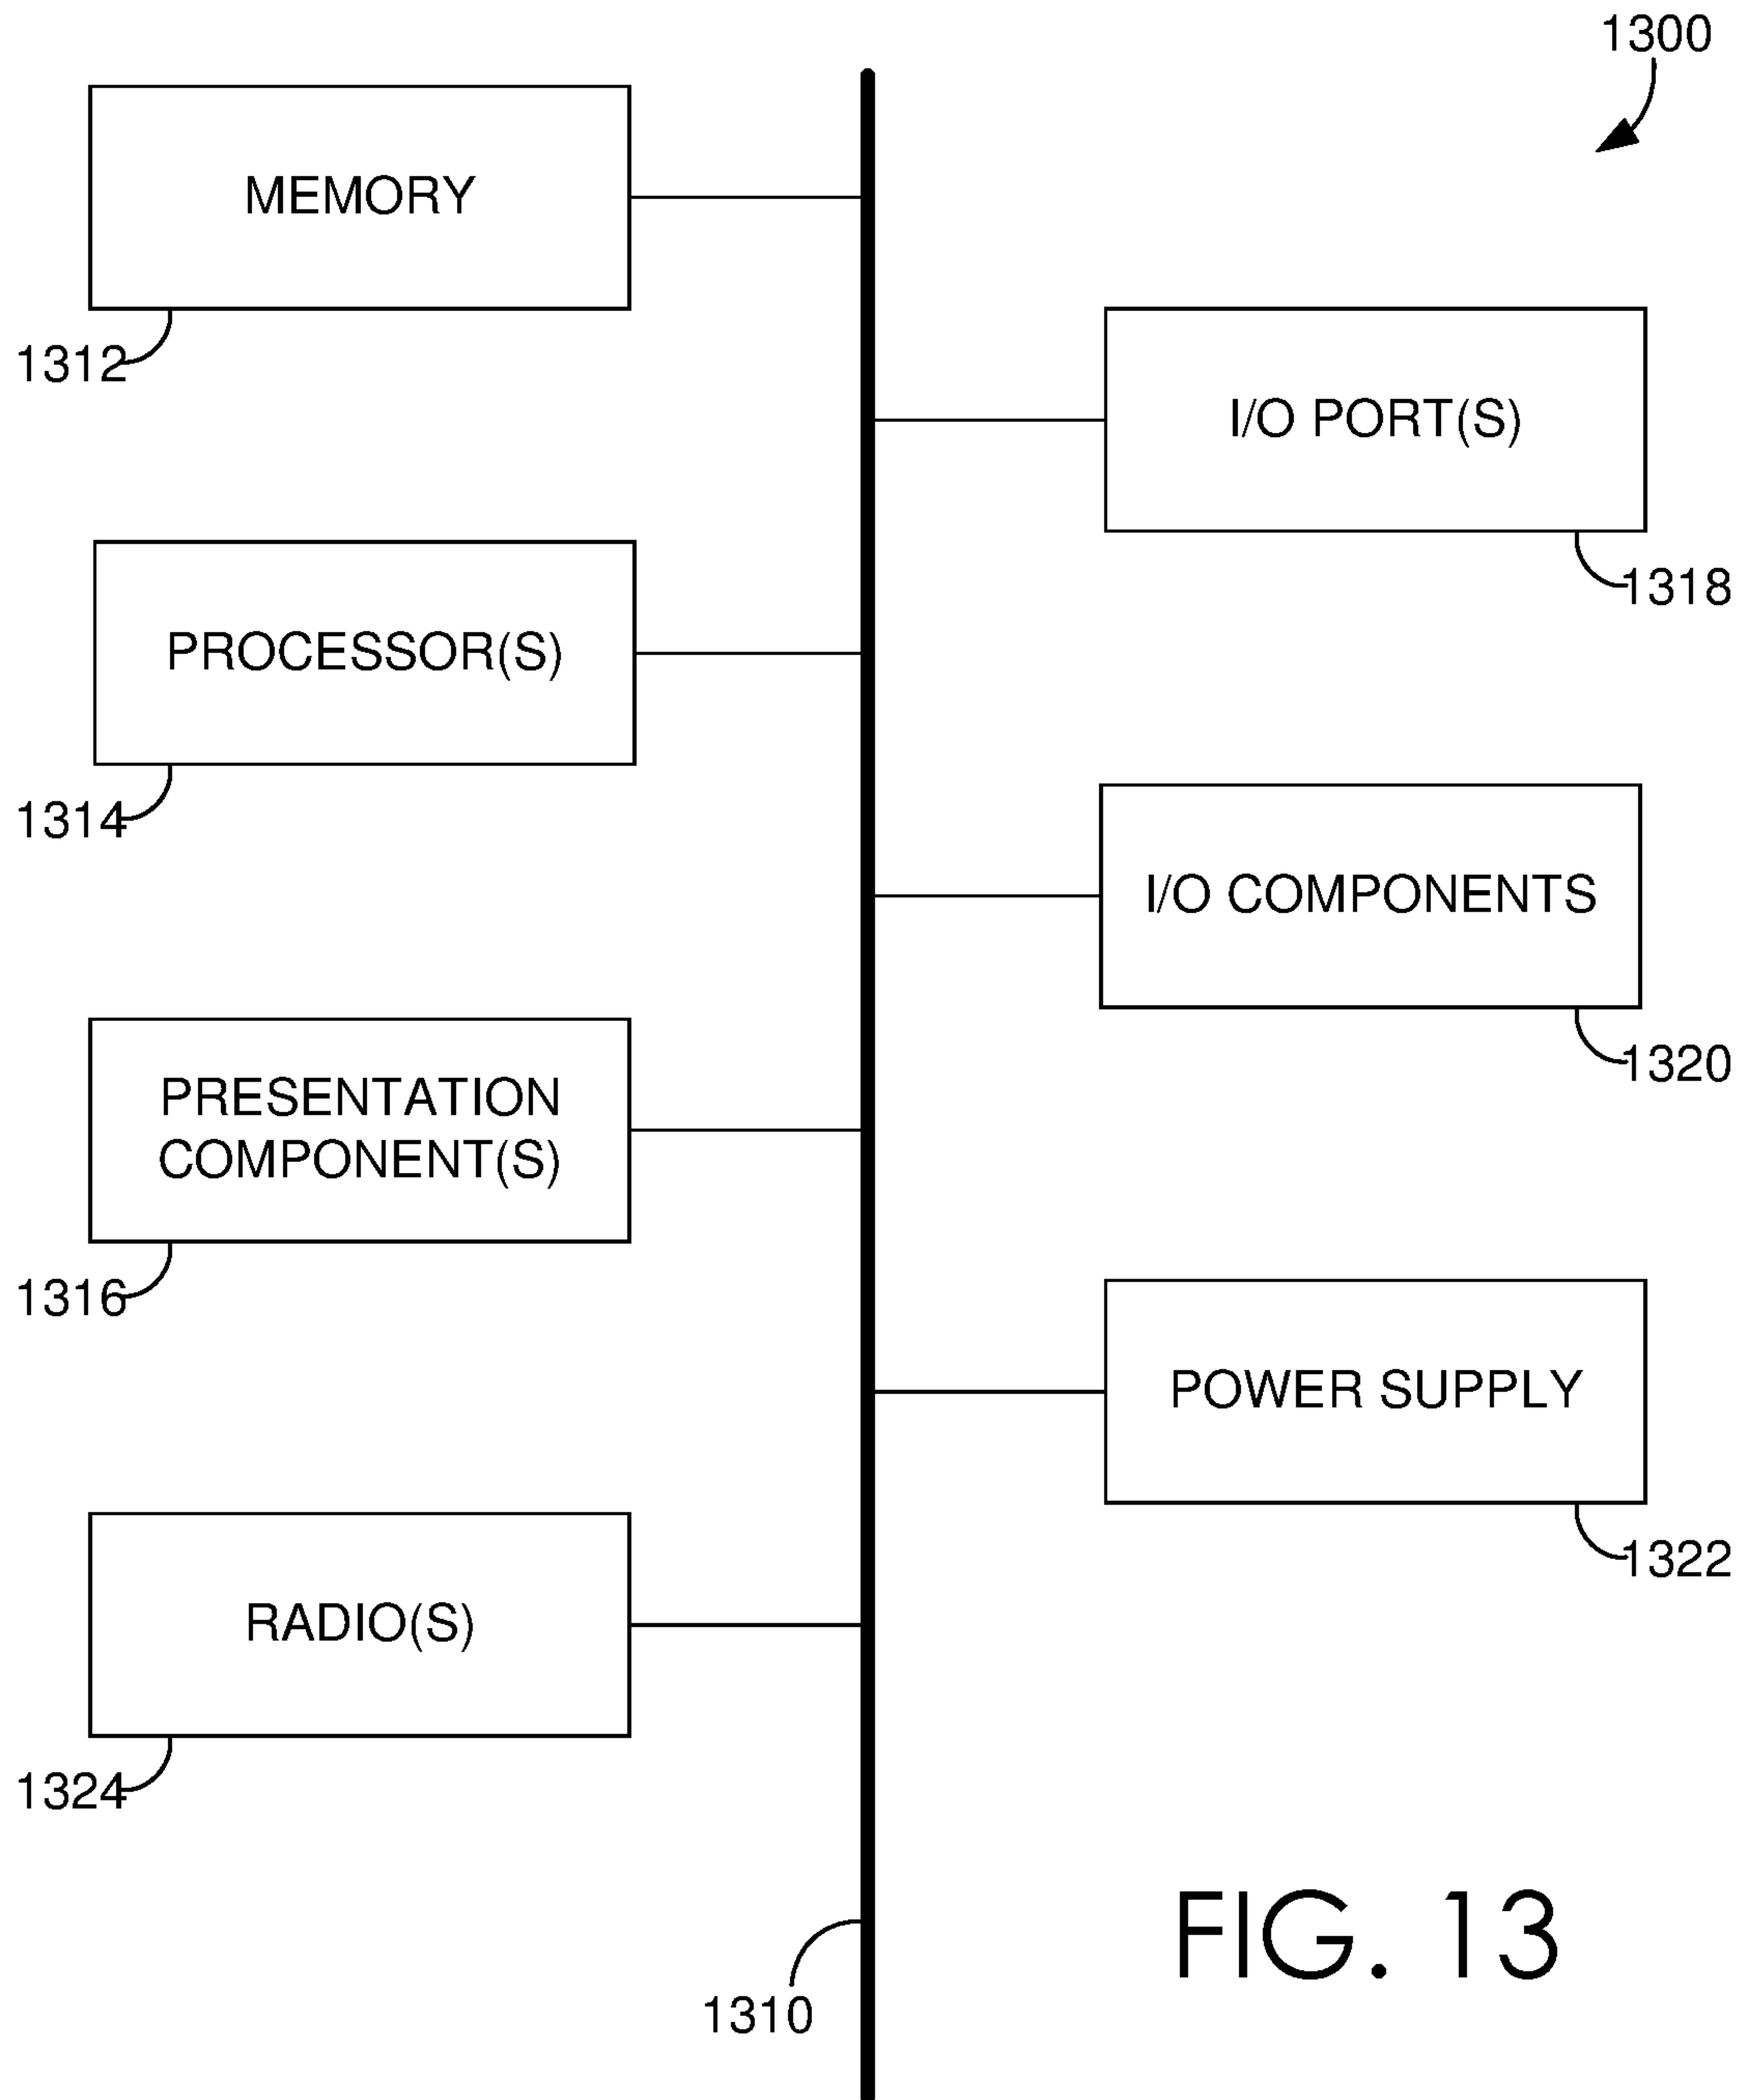 1300
MEMORY
1312
I/O PORT(S)
1318
PROCESSOR(S)
1314
I/O COMPONENTS
1320
PRESENTATION
COMPONENT(S)
1316
POWER SUPPLY
1322
RADIO(S)
1324
1310
FIG. 13